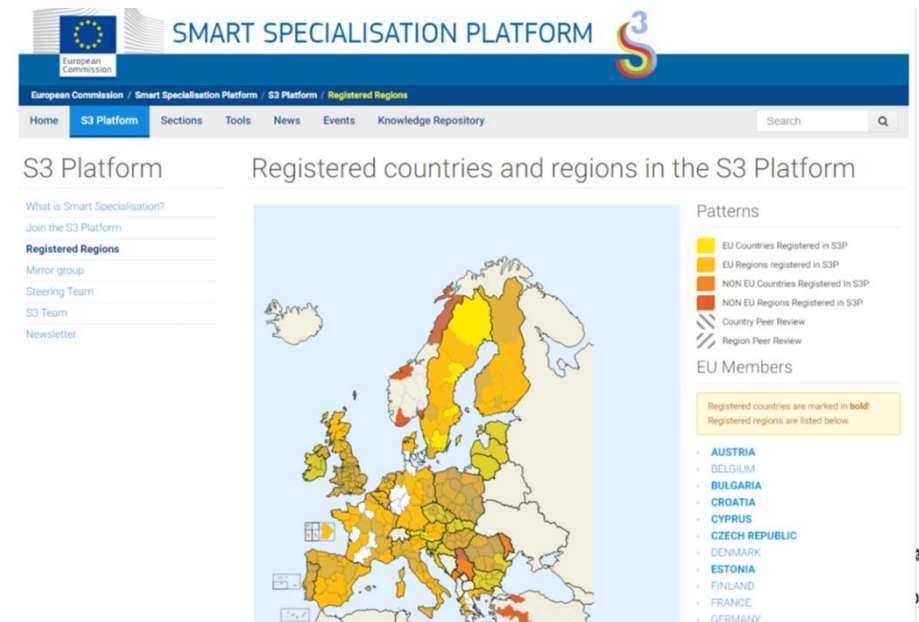 SMART SPECIALISATION PLATFORM
S3
European
Commission
European Commission / Smart Specialisation Platform / S3 Platform / Registered Regions
Home S3 Platform Sections Tools News Events Knowledge Repository Search
S3 Platform
What is Smart Specialisation?
Join the S3 Platform
Registered Regions
Mirror group
Steering Team
S3 Team
Newsletter
Registered countries and regions in the S3 Platform
Patterns
EU Countries Registered in S3P
EU Regions registered in S3P
NON EU Countries Registered In S3P
NON EU Regions Registered in S3P
Country Peer Review
Region Peer Review
EU Members
Registered countries are marked in bold!
Registered regions are listed below.
AUSTRIA
BELGIUM
BULGARIA
CROATIA
CYPRUS
CZECH REPUBLIC
DENMARK
ESTONIA
FINLAND
FRANCE
GERMANY